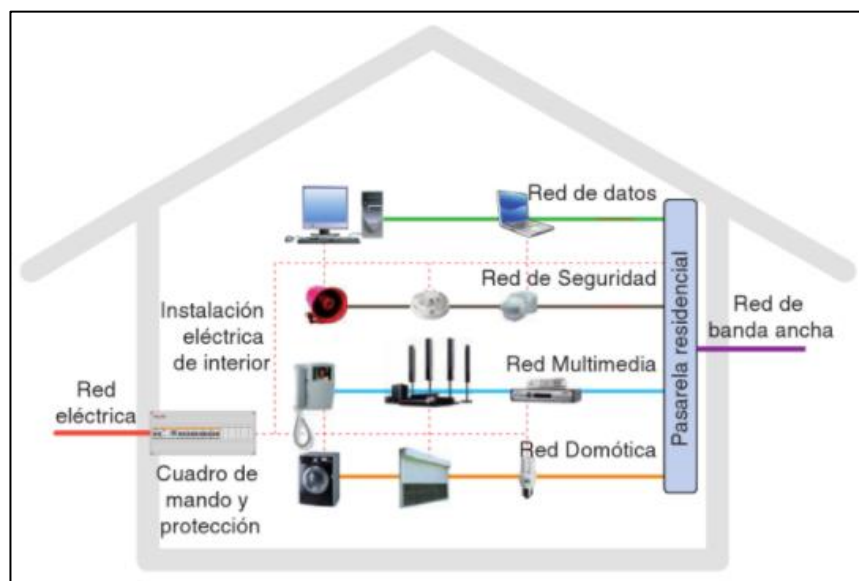 Red de datos
Red de Seguridad
Instalación
eléctrica
de interior
Red Multimedia
Red de
banda ancha
Pasarela residencial
Red
eléctrica
Red Domótica
Cuadro de
mando y
protección